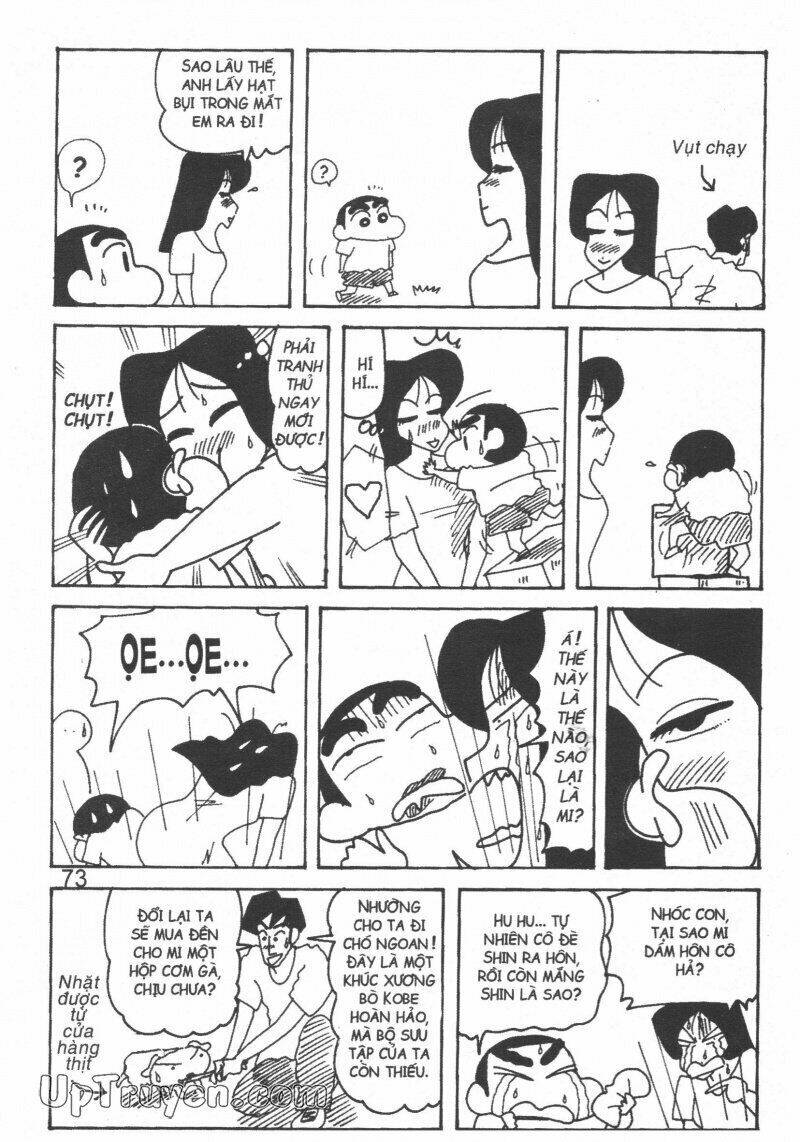 Vụt chạy
?
SAO LÂU THẾ,
ANH LẤY HẠT
BỤI TRONG MẮT
EM RA ĐI!
?
HÍ
HÍ...
PHẢI
TRANH
THỦ
NGAY
MỚI
ĐƯỢC!
CHỤT!
CHỤT!
Á!
THẾ
NÀY
LÀ
THẾ
NÀO,
SAO
LẠI
LÀ
MI?
ỌE...ỌE...
73
NHÓC CON,
TẠI SAO MI
DÁM HÔN CÔ
HẢ?
HU HU... TỰ
NHIÊN CÔ ĐÈ
SHIN RA HÔN,
RỒI CÒN MẮNG
SHIN LÀ SAO?
NHƯỜNG
CHO TA ĐI
CHÓ NGOAN!
ĐÂY LÀ MỘT
KHÚC XƯƠNG
BÒ KOBE
HOÀN HẢO,
MÀ BỘ SƯU
TẬP CỦA TA
CÒN THIẾU.
ĐỔI LẠI TA
SẼ MUA ĐỀN
CHO MI MỘT
HỘP CƠM GÀ,
CHỊU CHƯA?
Nhặt
được
từ
cửa
hàng
thịt
UpTruyen.com